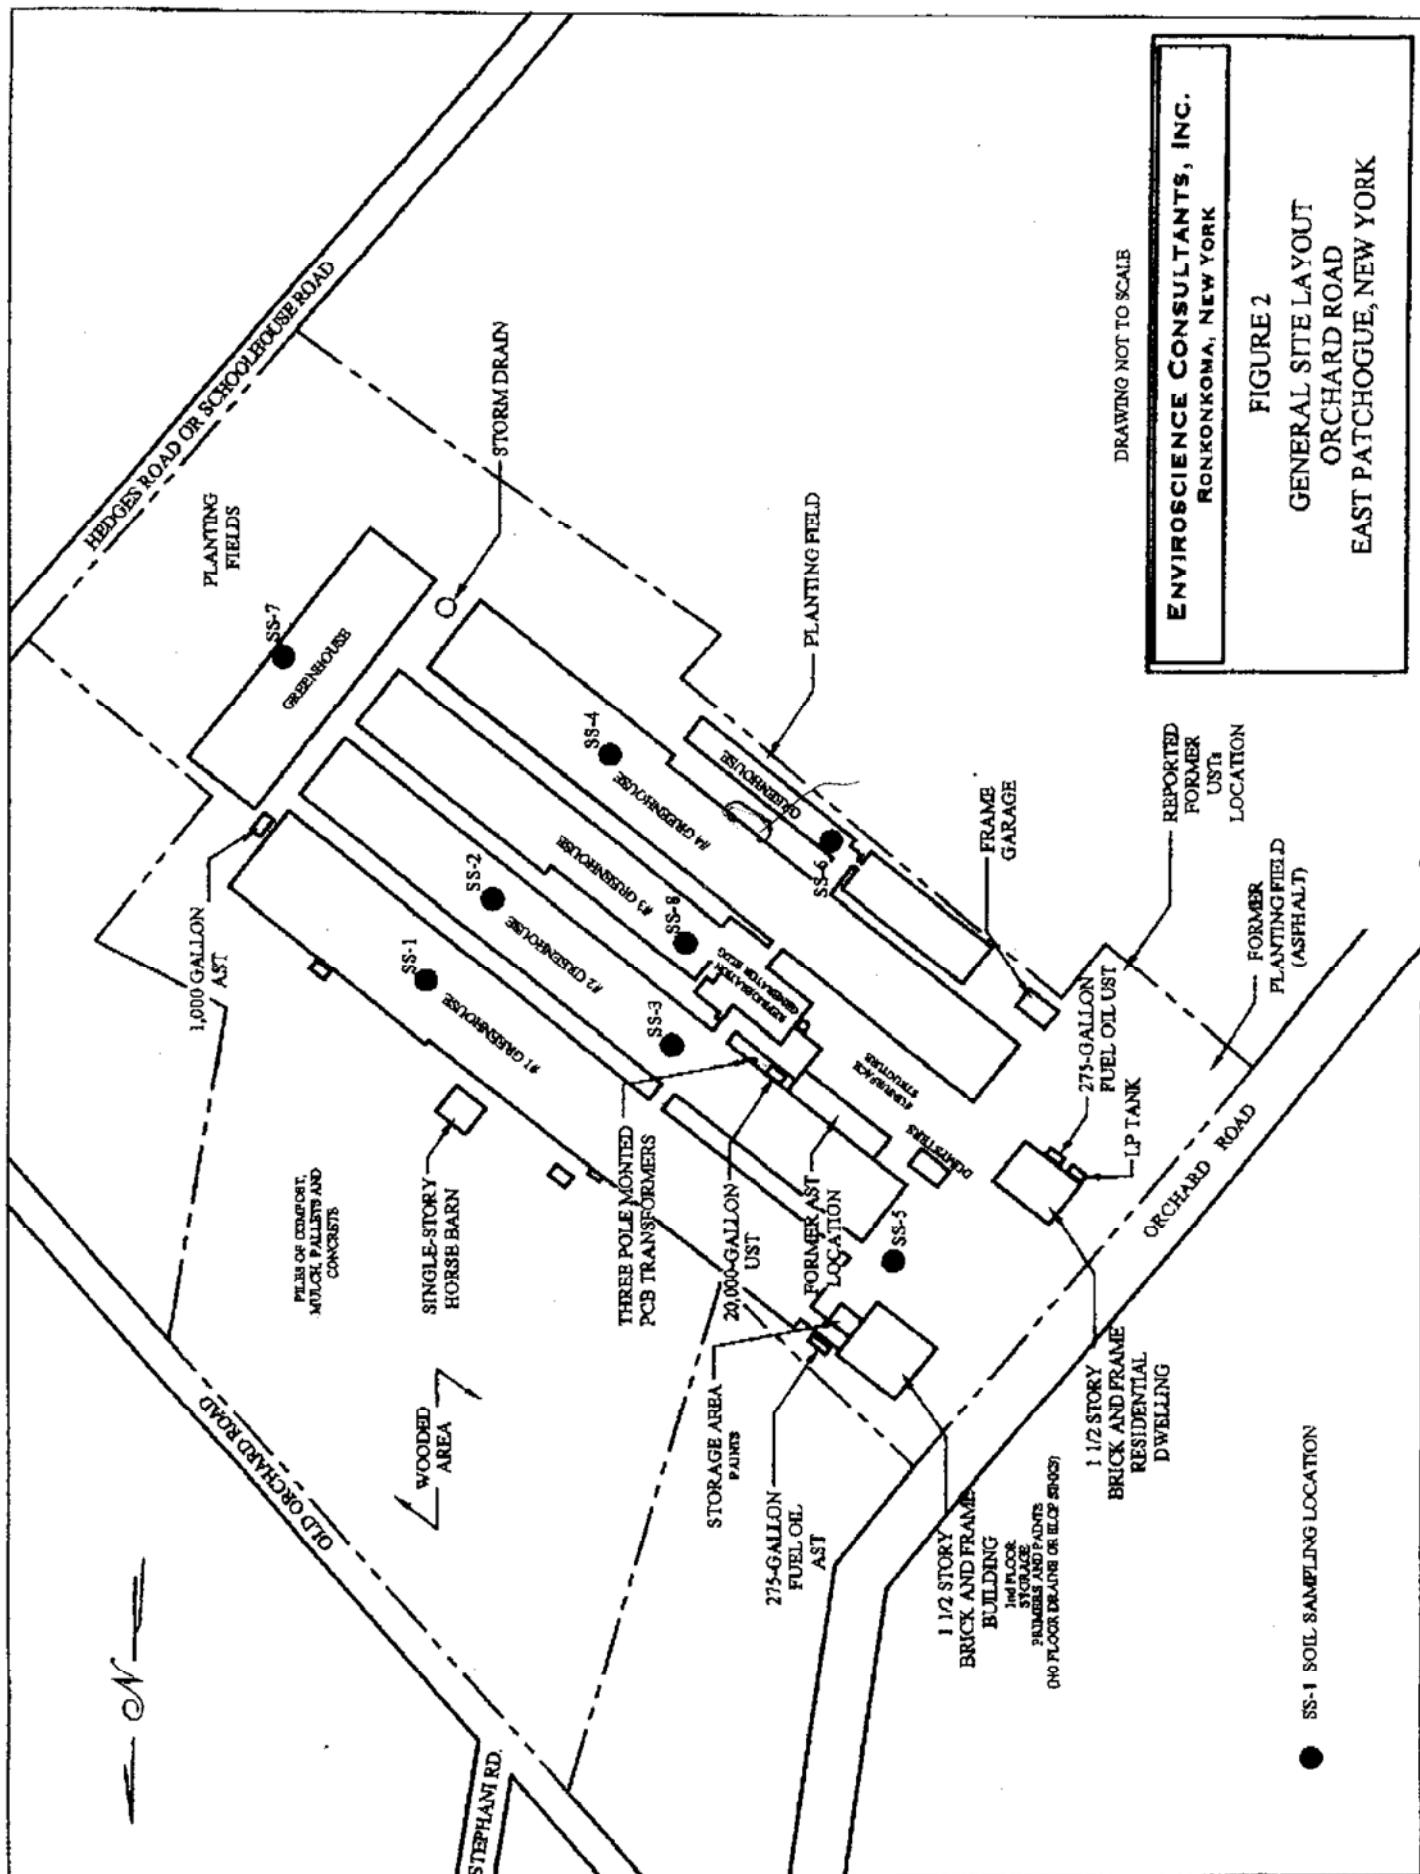 N
STEPHANI RD.
OLD ORCHARD ROAD
HEDGES ROAD OR SCHOOLHOUSE ROAD
ORCHARD ROAD
WOODED
AREA
PILES OF COMPOST,
MULCH, PALLETS AND
CONCRETE
SINGLE-STORY
HORSE BARN
1,000 GALLON
AST
PLANTING
FIELDS
STORM DRAIN
GREENHOUSE
SS-7
#1 GREENHOUSE
SS-1
#2 GREENHOUSE
SS-2
#3 GREENHOUSE
SS-8
#4 GREENHOUSE
SS-4
GREENHOUSE
SS-6
SS-3
SS-5
PLANTING FIELD
THREE POLE MONTED
PCB TRANSFORMERS
20,000-GALLON
UST
FORMER AST
LOCATION
REFRIGERATION
GENERATOR BLDG
STRUCTURE
DUMPSTERS
FRAME
GARAGE
STORAGE AREA
PAINTS
275-GALLON
FUEL OIL
AST
1 1/2 STORY
BRICK AND FRAME
BUILDING
FLOOR
STORAGE
PRIMERS AND PAINTS
1 1/2 STORY
BRICK AND FRAME
RESIDENTIAL
DWELLING
275-GALLON
FUEL OIL UST
LP TANK
REPORTED
FORMER
USTs
LOCATION
FORMER
PLANTING FIELD
(ASPHALT)
SS-1 SOIL SAMPLING LOCATION
DRAWING NOT TO SCALE
ENVIROSCIENCE CONSULTANTS, INC.
RONKONKOMA, NEW YORK
FIGURE 2
GENERAL SITE LAYOUT
ORCHARD ROAD
EAST PATCHOGUE, NEW YORK